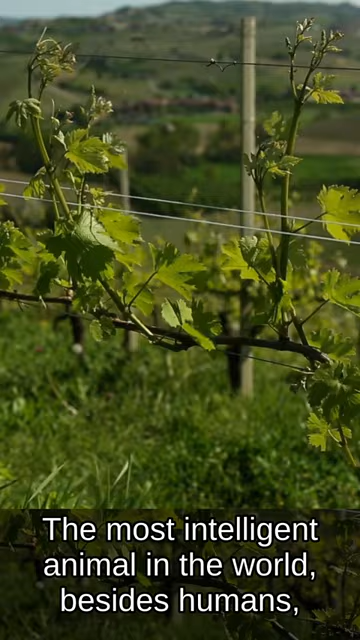 The most intelligent
animal in the world,
besides humans,